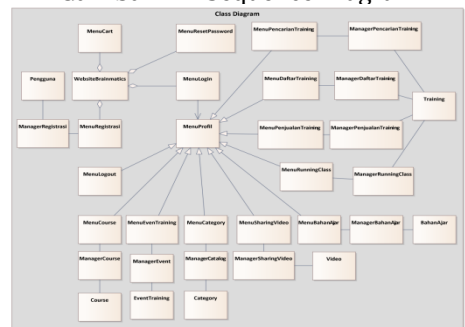 Class Diagram
MenuCart
MenuResetPassword
MenuPencarianTraining
ManagerPencarianTraining
Pengguna
WebsiteBrainmatics
MenuLogin
MenuDaftarTraining
ManagerDaftarTraining
Training
ManagerRegistrasi
MenuRegistrasi
MenuProfil
MenuPenjualanTraining
ManagerPenjualanTraining
MenuLogout
MenuRunningClass
ManagerRunningClass
MenuCourse
MenuEvenTraining
MenuCategory
MenuSharingVideo
MenuBahanAjar
ManagerBahanAjar
BahanAjar
ManagerCourse
ManagerEvent
ManagerCatalog
ManagerSharingVideo
Video
Course
EventTraining
Category